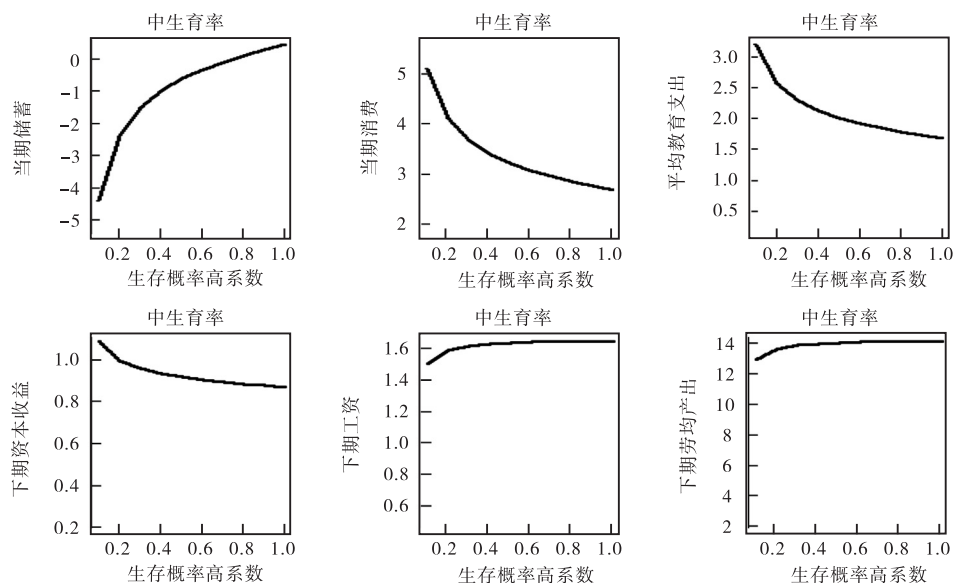 中生育率
当期储蓄
0
−1
−2
−3
−4
−5
0.2 0.4 0.6 0.8 1.0
生存概率高系数
中生育率
当期消费
5
4
3
2
0.2 0.4 0.6 0.8 1.0
生存概率高系数
中生育率
平均教育支出
3.0
2.5
2.0
1.5
1.0
0.5
0.2 0.4 0.6 0.8 1.0
生存概率高系数
中生育率
下期资本收益
1.0
0.8
0.6
0.4
0.2
0.2 0.4 0.6 0.8 1.0
生存概率高系数
中生育率
下期工资
1.6
1.4
1.2
1.0
0.8
0.6
0.2 0.4 0.6 0.8 1.0
生存概率高系数
中生育率
下期劳均产出
14
12
10
8
6
4
2
0.2 0.4 0.6 0.8 1.0
生存概率高系数